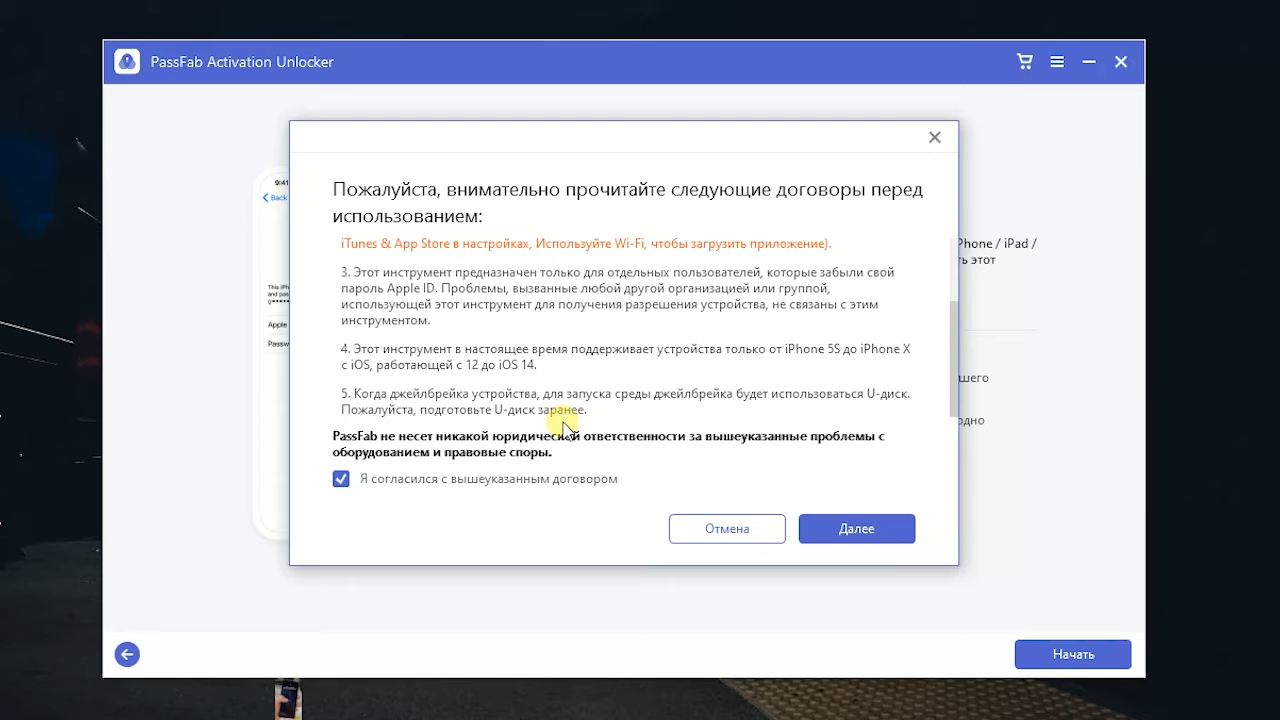 PassFab Activation Unlocker
Пожалуйста, внимательно прочитайте следующие договоры перед
использованием:
9:41
Back
iTunes & App Store в настройках, Используйте Wi-Fi, чтобы загрузить приложение).
Phone / iPad /
ь этот
3. Этот инструмент предназначен только для отдельных пользователей, которые забыли свой
пароль Apple ID. Проблемы, вызванные любой другой организацией или группой,
использующей этот инструмент для получения разрешения устройства, не связаны с этим
инструментом.
This iPh
and pas
Apple
Passw
4. Этот инструмент в настоящее время поддерживает устройства только от iPhone 5S до iPhone X
с iOS, работающей с 12 до iOS 14.
шего
5. Когда джейлбрейка устройства, для запуска среды джейлбрейка будет использоваться U-диск.
Пожалуйста, подготовьте U-диск заранее.
одно
PassFab не несет никакой юридической ответственности за вышеуказанные проблемы с
оборудованием и правовые споры.
Я согласился с вышеуказанным договором
Отмена
Далее
Начать